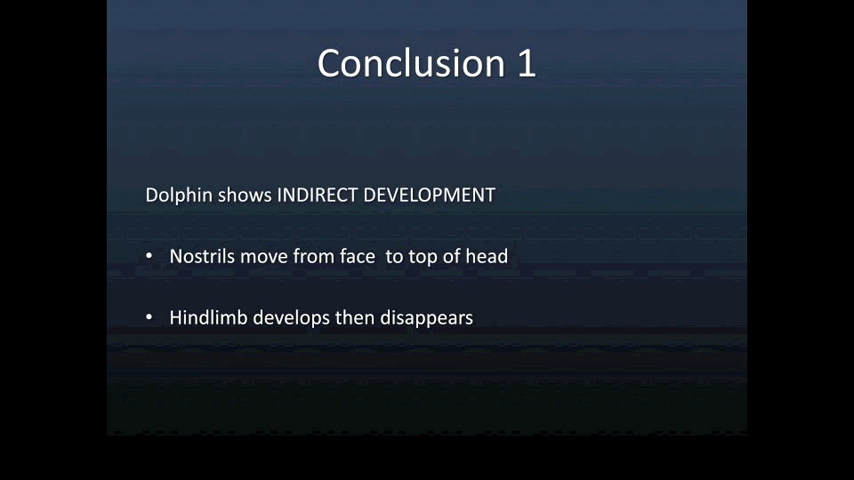 Conclusion 1
Dolphin shows INDIRECT DEVELOPMENT
• Nostrils move from face  to top of head
• Hindlimb develops then disappears